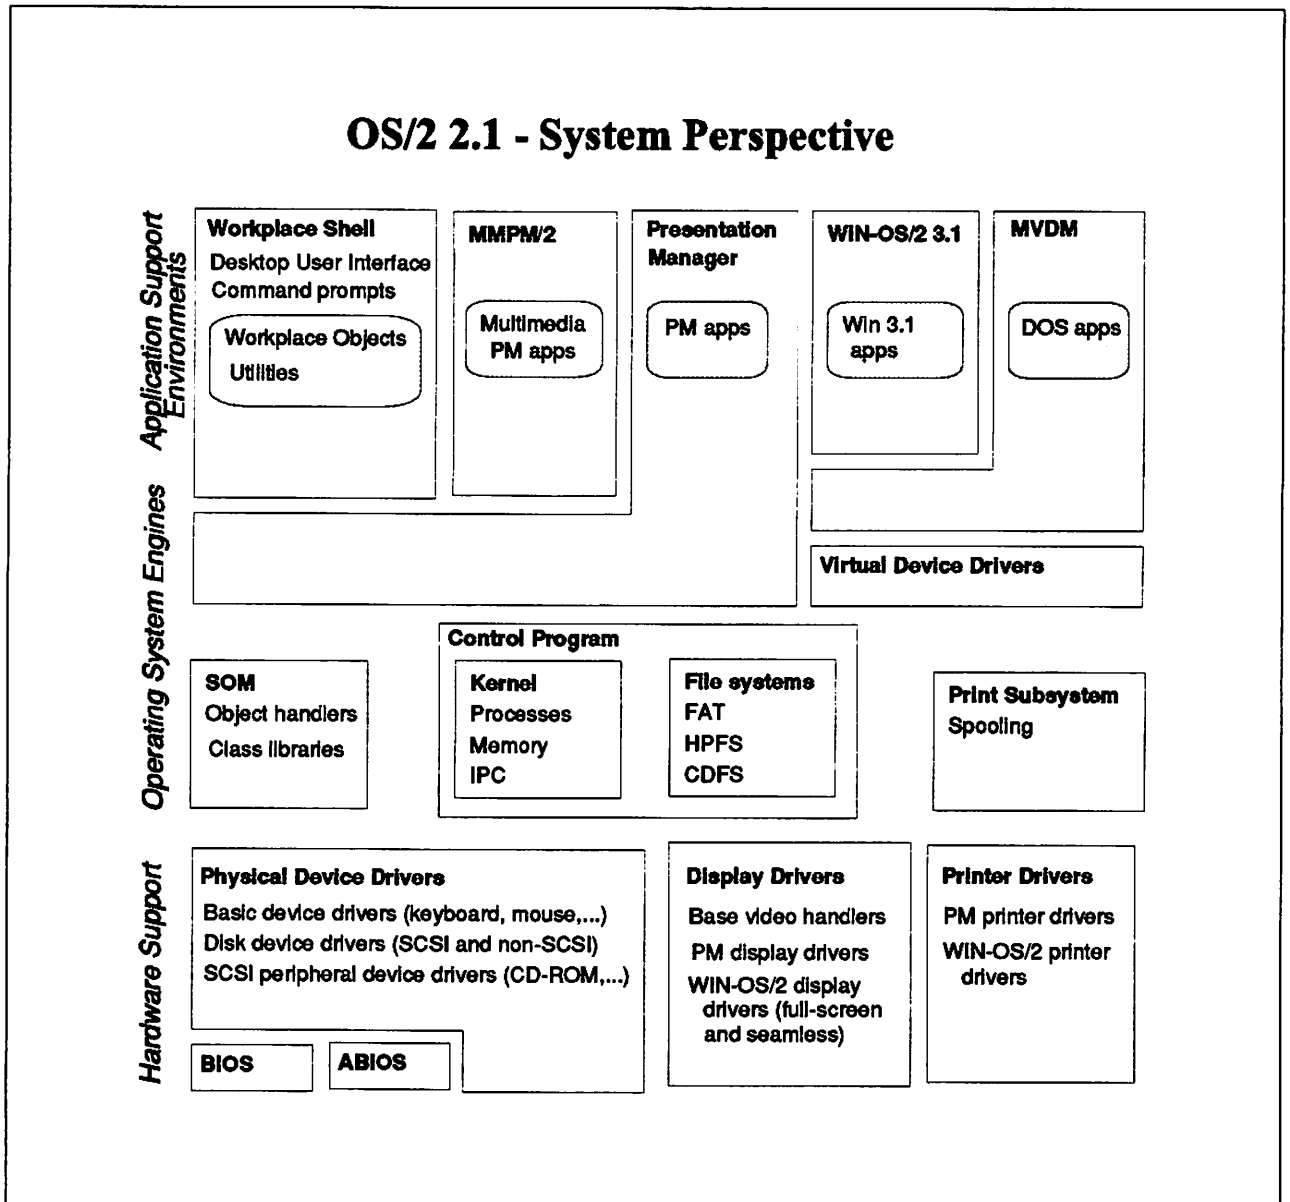 OS/2 2.1 - System Perspective
Application Support
Environments
Workplace Shell
Desktop User Interface
Command prompts
Workplace Objects
Utilities
MMPM/2
Multimedia
PM apps
Presentation
Manager
PM apps
WIN-OS/2 3.1
Win 3.1
apps
MVDM
DOS apps
Operating System Engines
Virtual Device Drivers
SOM
Object handlers
Class libraries
Control Program
Kernel
Processes
Memory
IPC
File systems
FAT
HPFS
CDFS
Print Subsystem
Spooling
Hardware Support
Physical Device Drivers
Basic device drivers (keyboard, mouse,...)
Disk device drivers (SCSI and non-SCSI)
SCSI peripheral device drivers (CD-ROM,...)
BIOS
ABIOS
Display Drivers
Base video handlers
PM display drivers
WIN-OS/2 display
drivers (full-screen
and seamless)
Printer Drivers
PM printer drivers
WIN-OS/2 printer
drivers